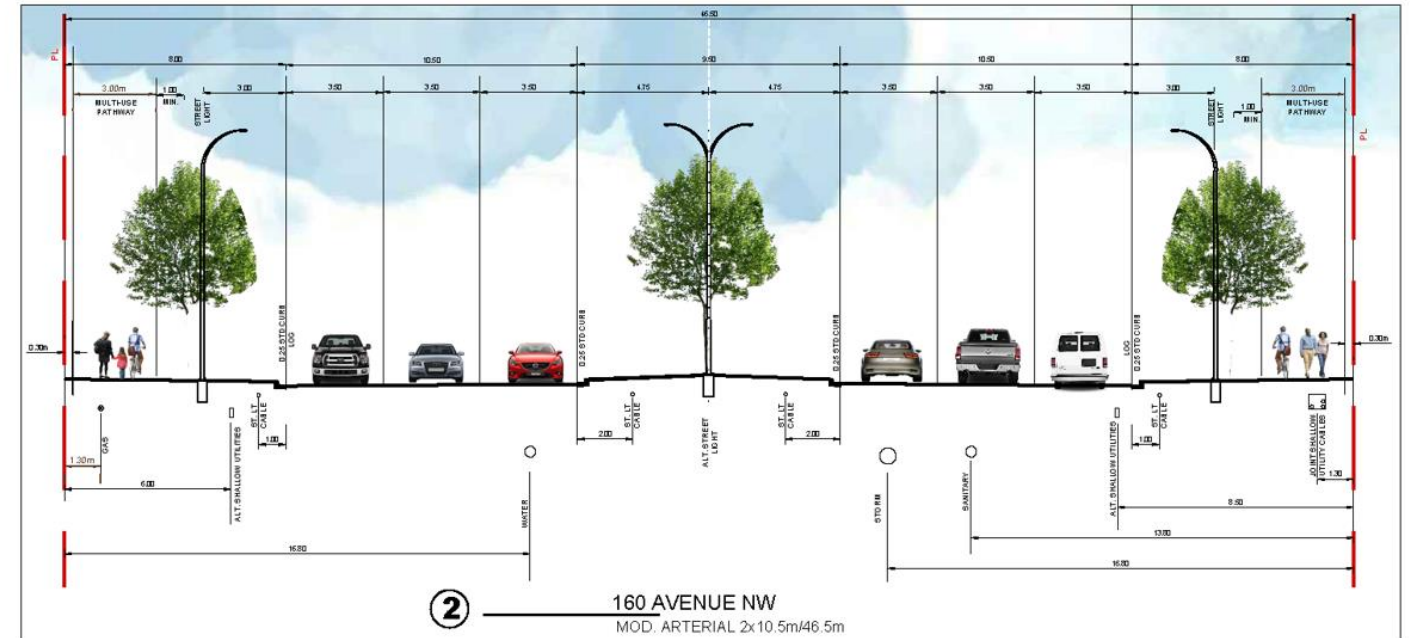 46.50
PL
8.00
10.50
9.50
10.50
8.00
PL
3.00m
MULTI-USE
PATHWAY
1.00
MIN.
STREET
LIGHT
3.00
3.50
3.50
3.50
4.75
4.75
3.50
3.50
3.50
3.00
STREET
LIGHT
1.00
MIN.
3.00m
MULTI-USE
PATHWAY
0.30m
0.25 STD CURB
LOG
0.25 STD CURB
0.25 STD CURB
LOG
0.25 STD CURB
0.30m
GAS
1.30m
6.00
ALT. SHALLOW UTILITIES
ST. LT
CABLE
1.00
WATER
16.80
2.00
ST. LT
CABLE
ALT. STREET
LIGHT
ST. LT
CABLE
2.00
STORM
SANITARY
ALT. SHALLOW UTILITIES
1.00
ST. LT
CABLE
JOINT SHALLOW
UTILITY CABLES
1.30
8.50
13.80
16.80
2
160 AVENUE NW
MOD. ARTERIAL 2x10.5m/46.5m